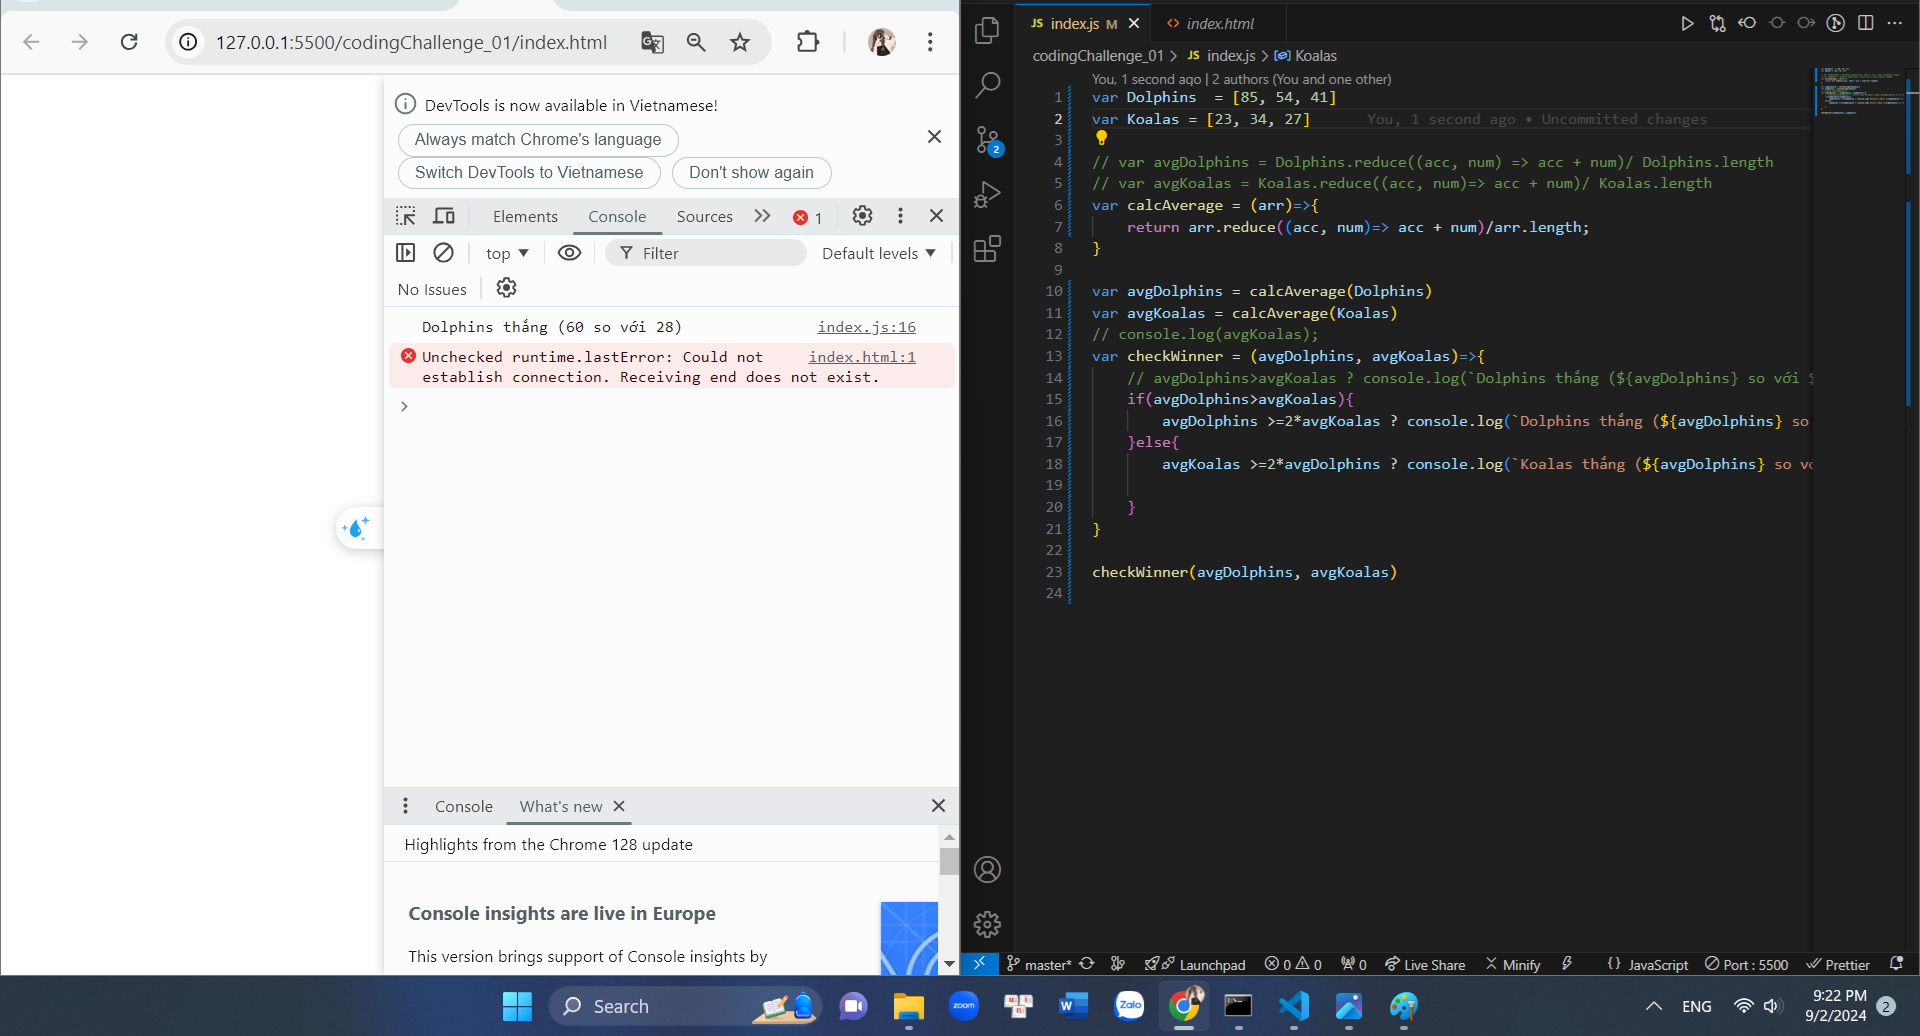 127.0.0.1:5500/codingChallenge_01/index.html
DevTools is now available in Vietnamese!
Always match Chrome's language
Switch DevTools to Vietnamese
Don't show again
Elements
Console
Sources
1
top
Filter
Default levels
No Issues
Dolphins thắng (60 so với 28)
index.js:16
Unchecked runtime.lastError: Could not
index.html:1
establish connection. Receiving end does not exist.
Console
What's new
Highlights from the Chrome 128 update
Console insights are live in Europe
This version brings support of Console insights by
2
JS index.js M
<> index.html
codingChallenge_01 > JS index.js > Koalas
You, 1 second ago | 2 authors (You and one other)
1 var Dolphins  = [85, 54, 41]
2 var Koalas = [23, 34, 27] You, 1 second ago • Uncommitted changes
3
4 // var avgDolphins = Dolphins.reduce((acc, num) => acc + num)/ Dolphins.length
5 // var avgKoalas = Koalas.reduce((acc, num)=> acc + num)/ Koalas.length
6 var calcAverage = (arr)=>{
7 return arr.reduce((acc, num)=> acc + num)/arr.length;
8 }
9
10 var avgDolphins = calcAverage(Dolphins)
11 var avgKoalas = calcAverage(Koalas)
12 // console.log(avgKoalas);
13 var checkWinner = (avgDolphins, avgKoalas)=>{
14 // avgDolphins>avgKoalas ? console.log(`Dolphins thắng (${avgDolphins} so với $
15 if(avgDolphins>avgKoalas){
16 avgDolphins >=2*avgKoalas ? console.log(`Dolphins thắng (${avgDolphins} so
17 }else{
18 avgKoalas >=2*avgDolphins ? console.log(`Koalas thắng (${avgDolphins} so
19
20 }
21 }
22
23 checkWinner(avgDolphins, avgKoalas)
24
master*
Launchpad
0
0
0
Live Share
Minify
{} JavaScript
Port : 5500
Prettier
Search
zoom
W
Zalo
ENG
9:22 PM
9/2/2024
2